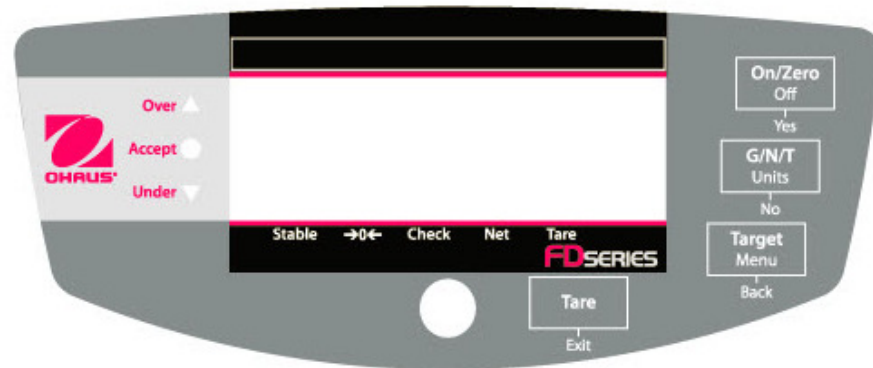 Over
Accept
OHAUS
Under
Stable →0← Check Net Tare
FDSERIES
On/Zero
Off
Yes
G/N/T
Units
No
Target
Menu
Back
Tare
Exit